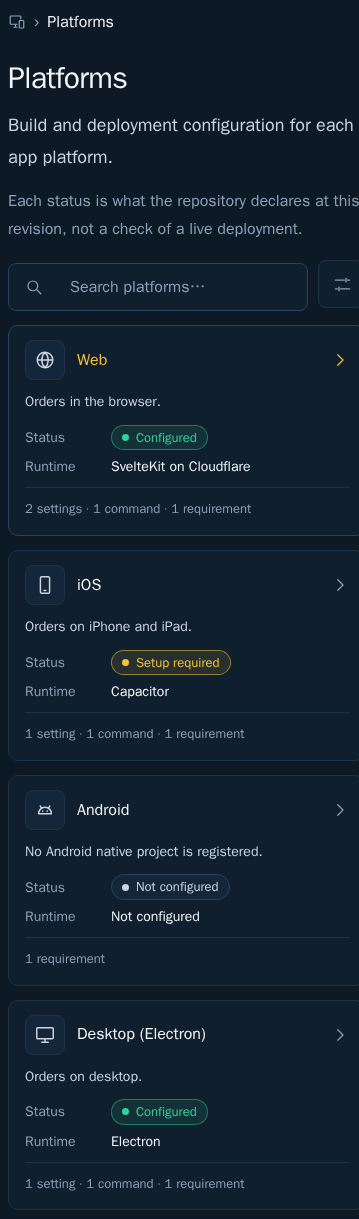 Platforms
Platforms
Build and deployment configuration for each
app platform.
Each status is what the repository declares at this
revision, not a check of a live deployment.
Search platforms···
Web
Orders in the browser.
Status Configured
Runtime SvelteKit on Cloudflare
2 settings · 1 command · 1 requirement
iOS
Orders on iPhone and iPad.
Status Setup required
Runtime Capacitor
1 setting · 1 command · 1 requirement
Android
No Android native project is registered.
Status Not configured
Runtime Not configured
1 requirement
Desktop (Electron)
Orders on desktop.
Status Configured
Runtime Electron
1 setting · 1 command · 1 requirement